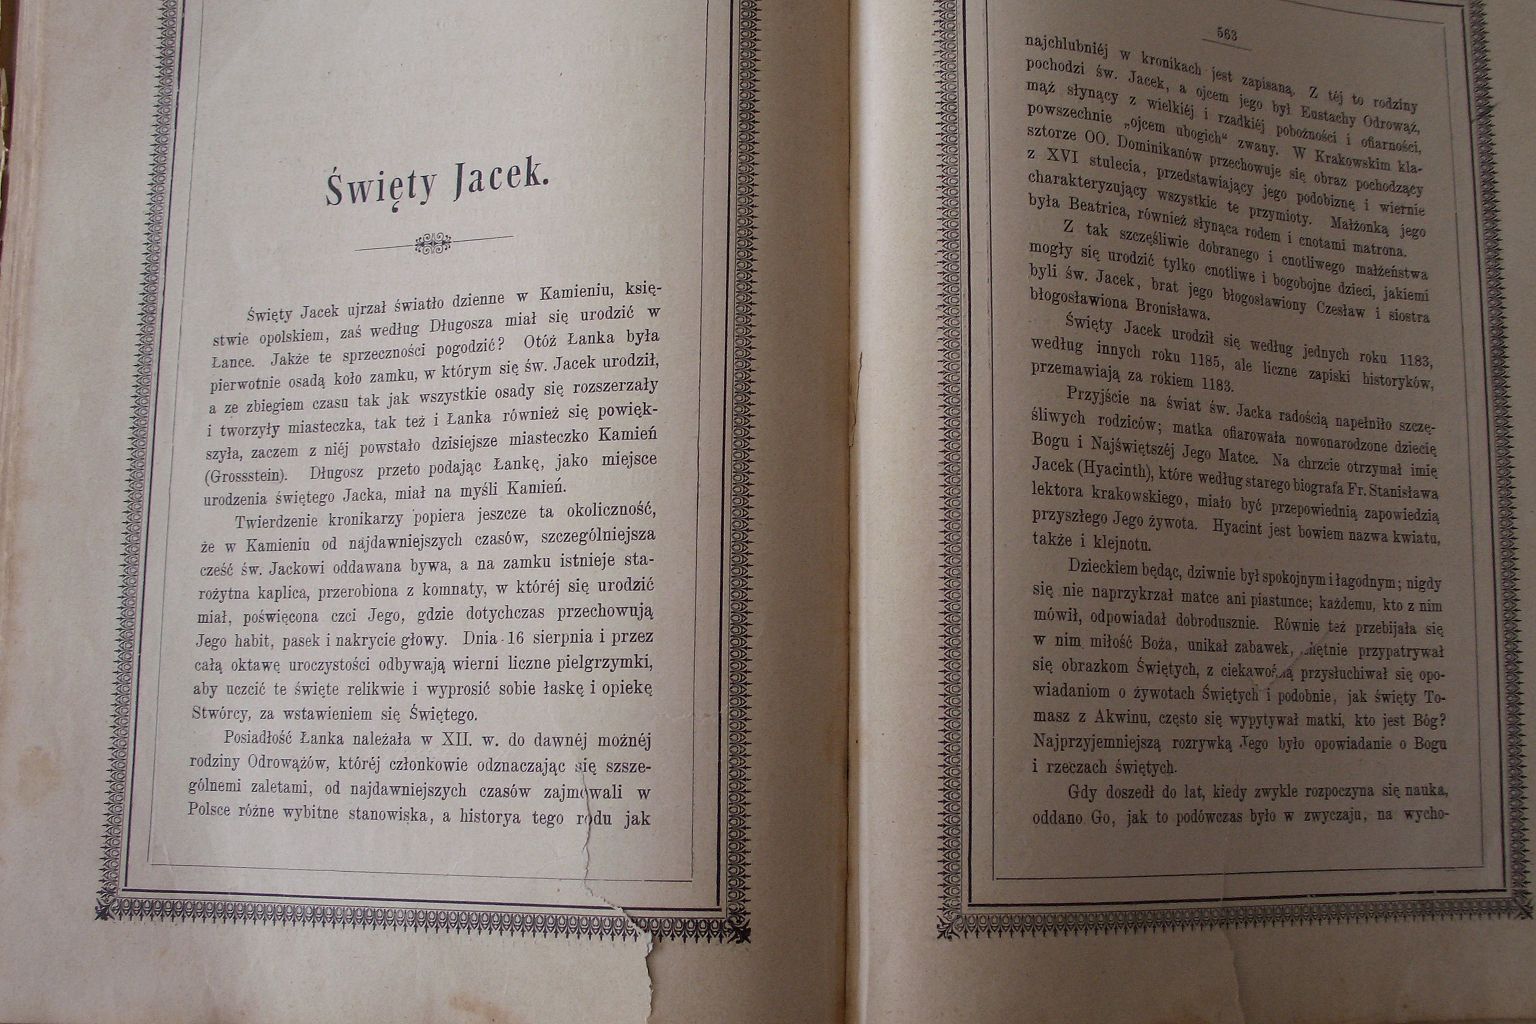 Święty Jacek.
Święty Jacek ujrzał światło dzienne w Kamieniu, księ-
stwie opolskiem, zaś według Długosza miał się urodzić w
Łance. Jakże te sprzeczności pogodzić? Otóż Łanka była
pierwotnie osadą koło zamku, w którym się św. Jacek urodził,
a ze zbiegiem czasu tak jak wszystkie osady się rozszerzały
i tworzyły miasteczka, tak też i Łanka również się powięk-
szyła, zaczem z niéj powstało dzisiejsze miasteczko Kamień
(Grossstein). Długosz przeto podając Łankę, jako miejsce
urodzenia świętego Jacka, miał na myśli Kamień.
Twierdzenie kronikarzy popiera jeszcze ta okoliczność,
że w Kamieniu od najdawniejszych czasów, szczególniejsza
cześć św. Jackowi oddawana bywa, a na zamku istnieje sta-
rożytna kaplica, przerobiona z komnaty, w któréj się urodzić
miał, poświęcona czci Jego, gdzie dotychczas przechowują
Jego habit, pasek i nakrycie głowy. Dnia 16 sierpnia i przez
całą oktawę uroczystości odbywają wierni liczne pielgrzymki,
aby uczcić te święte relikwie i wyprosić sobie łaskę i opiekę
Stwórcy, za wstawieniem się Świętego.
Posiadłość Łanka należała w XII. w. do dawnéj możnéj
rodziny Odrowążów, któréj członkowie odznaczając się szsze-
gólnemi zaletami, od najdawniejszych czasów zajmowali w
Polsce różne wybitne stanowiska, a historya tego rodu jak
563
najchlubniéj w kronikach jest zapisaną. Z téj to rodziny
pochodzi św. Jacek, a ojcem jego był Eustachy Odrowąż,
mąż słynący z wielkiéj i rzadkiéj pobożności i ofiarności,
powszechnie „ojcem ubogich“ zwany. W Krakowskim kla-
sztorze OO. Dominikanów przechowuje się obraz pochodzący
z XVI stulecia, przedstawiający jego podobiznę i wiernie
charakteryzujący wszystkie te przymioty. Małżonką jego
była Beatrica, również słynąca rodem i cnotami matrona.
Z tak szczęśliwie dobranego i cnotliwego małżeństwa
mogły się urodzić tylko cnotliwe i bogobojne dzieci, jakiemi
byli św. Jacek, brat jego błogosławiony Czesław i siostra
błogosławiona Bronisława.
Święty Jacek urodził się według jednych roku 1183,
według innych roku 1185, ale liczne zapiski historyków,
przemawiają za rokiem 1183.
Przyjście na świat św. Jacka radością napełniło szczę-
śliwych rodziców; matka ofiarowała nowonarodzone dziecię
Bogu i Najświętszéj Jego Matce. Na chrzcie otrzymał imię
Jacek (Hyacinth), które według starego biografa Fr. Stanisława
lektora krakowskiego, miało być przepowiednią zapowiedzią
przyszłego Jego żywota. Hyacint jest bowiem nazwa kwiatu,
także i klejnotu.
Dzieckiem będąc, dziwnie był spokojnym i łagodnym; nigdy
się nie naprzykrzał matce ani piastunce; każdemu, kto z nim
mówił, odpowiadał dobrodusznie. Równie też przebijała się
w nim miłość Boża, unikał zabawek, chętnie przypatrywał
się obrazkom Świętych, z ciekawością przysłuchiwał się opo-
wiadaniom o żywotach Świętych i podobnie, jak święty To-
masz z Akwinu, często się wypytywał matki, kto jest Bóg?
Najprzyjemniejszą rozrywką Jego było opowiadanie o Bogu
i rzeczach świętych.
Gdy doszedł do lat, kiedy zwykle rozpoczyna się nauka,
oddano Go, jak to podówczas było w zwyczaju, na wycho-